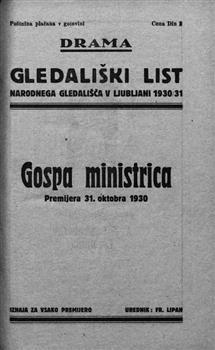 Poštnina plačana v gotovini Cena Din 2
DRAMA
GLEDALIŠKI LIST
NARODNEGA GLEDALIŠČA V LJUBLJANI 1930/31
Gospa ministrica
Premijera 31. oktobra 1930
IZHAJA ZA VSAKO PREMIJERO UREDNIK: FR. LIPAH